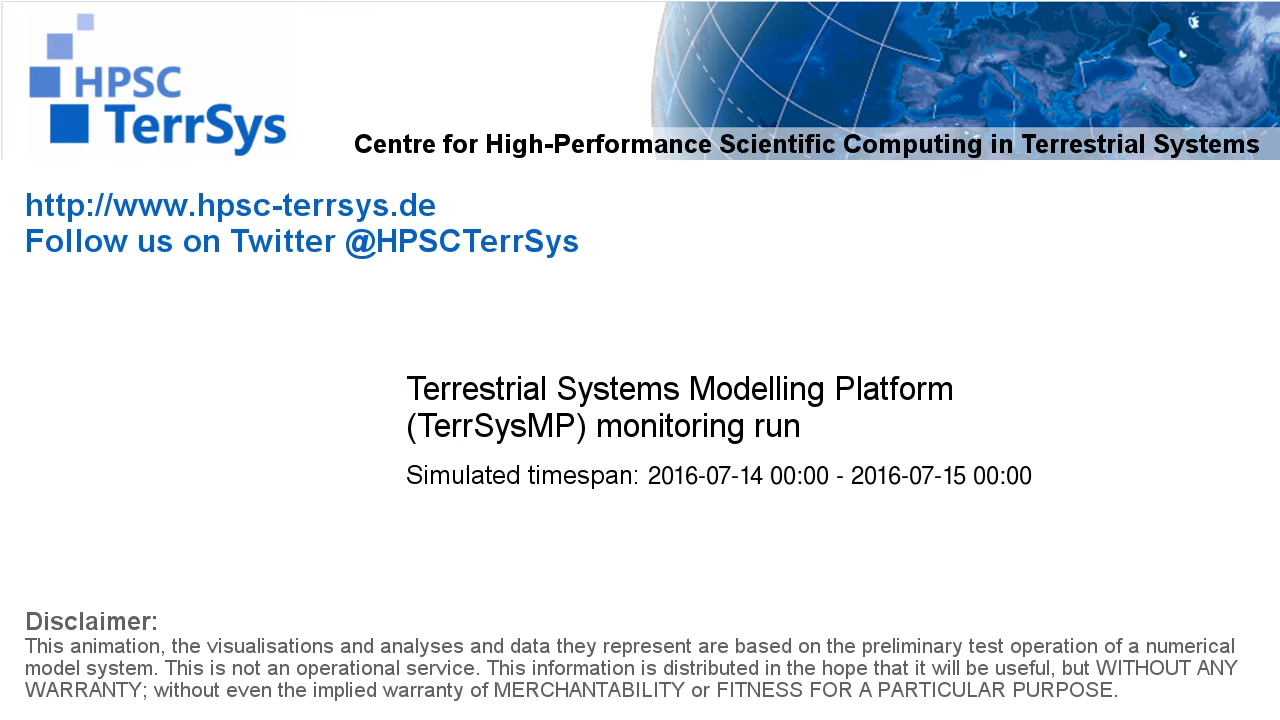 HPSC
TerrSys
Centre for High-Performance Scientific Computing in Terrestrial Systems
http://www.hpsc-terrsys.de
Follow us on Twitter @HPSCTerrSys
Terrestrial Systems Modelling Platform
(TerrSysMP) monitoring run
Simulated timespan: 2016-07-14 00:00 - 2016-07-15 00:00
Disclaimer:
This animation, the visualisations and analyses and data they represent are based on the preliminary test operation of a numerical
model system. This is not an operational service. This information is distributed in the hope that it will be useful, but WITHOUT ANY
WARRANTY; without even the implied warranty of MERCHANTABILITY or FITNESS FOR A PARTICULAR PURPOSE.